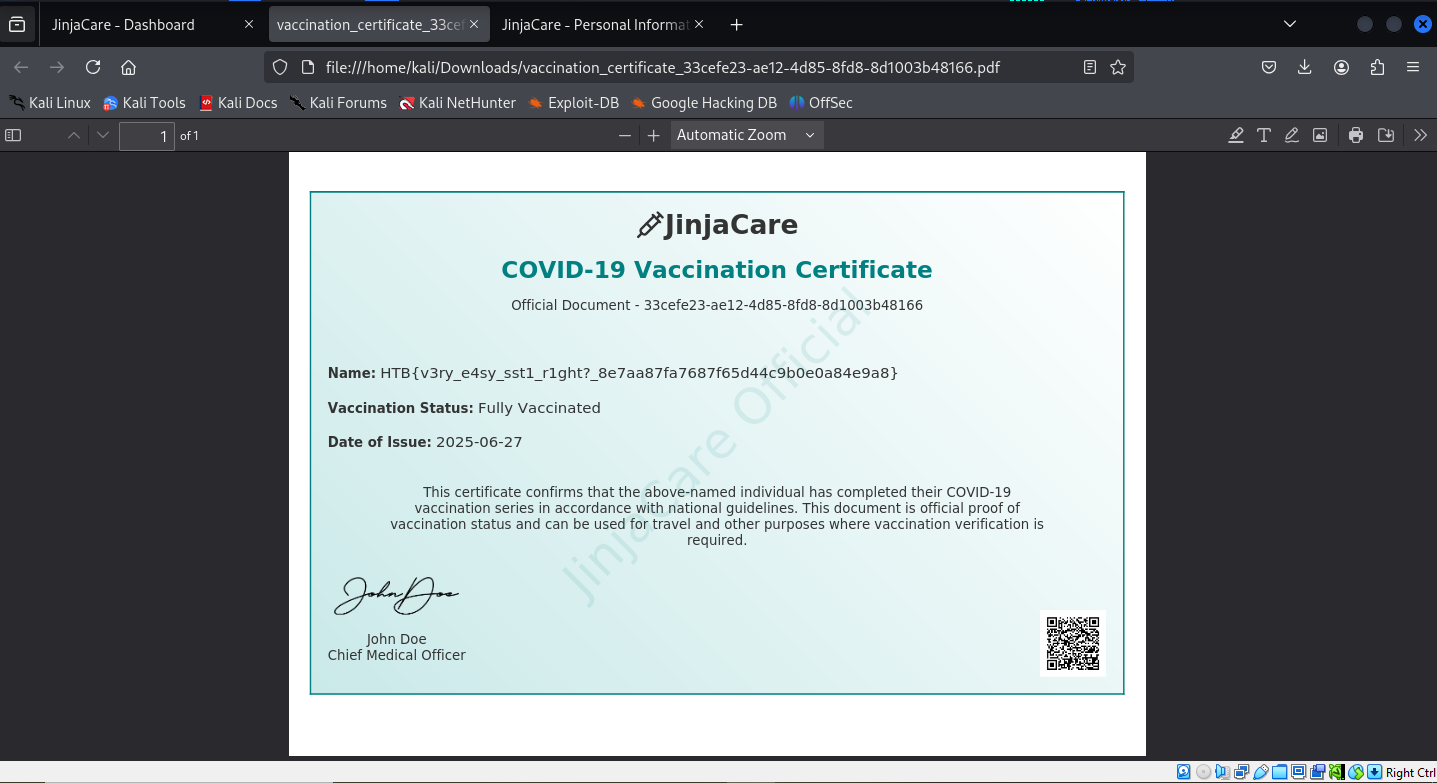 JinjaCare - Dashboard
vaccination_certificate_33cef
JinjaCare - Personal Informat
file:///home/kali/Downloads/vaccination_certificate_33cefe23-ae12-4d85-8fd8-8d1003b48166.pdf
Kali Linux Kali Tools Kali Docs Kali Forums Kali NetHunter Exploit-DB Google Hacking DB OffSec
1 of 1 Automatic Zoom
JinjaCare
COVID-19 Vaccination Certificate
Official Document - 33cefe23-ae12-4d85-8fd8-8d1003b48166
Name: HTB{v3ry_e4sy_sst1_r1ght?_8e7aa87fa7687f65d44c9b0e0a84e9a8}
Vaccination Status: Fully Vaccinated
Date of Issue: 2025-06-27
JinjaCare Official
This certificate confirms that the above-named individual has completed their COVID-19
vaccination series in accordance with national guidelines. This document is official proof of
vaccination status and can be used for travel and other purposes where vaccination verification is
required.
John Doe
John Doe
Chief Medical Officer
Right Ctrl